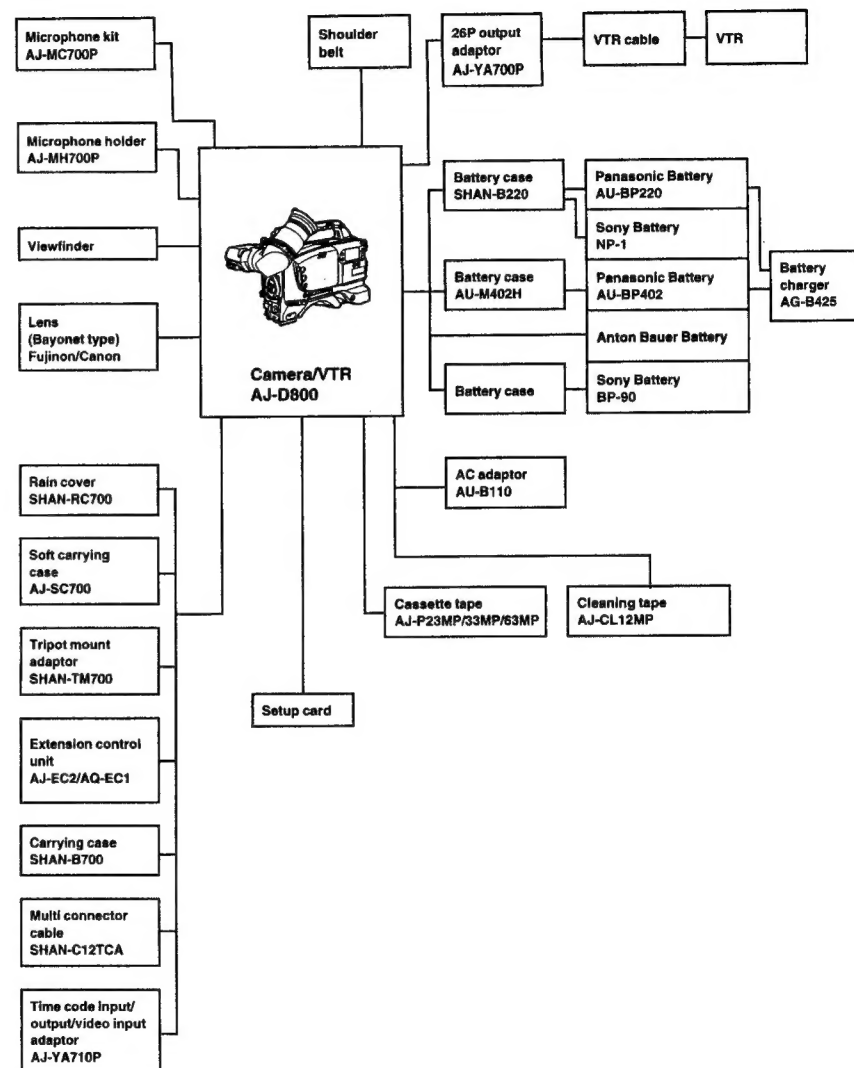 Microphone kit
AJ-MC700P
Shoulder
belt
26P output
adaptor
AJ-YA700P
VTR cable
VTR
Microphone holder
AJ-MH700P
Viewfinder
Lens
(Bayonet type)
Fujinon/Canon
Camera/VTR
AJ-D800
Battery case
SHAN-B220
Panasonic Battery
AU-BP220
Sony Battery
NP-1
Battery case
AU-M402H
Panasonic Battery
AU-BP402
Battery
charger
AG-B425
Anton Bauer Battery
Battery case
Sony Battery
BP-90
AC adaptor
AU-B110
Cassette tape
AJ-P23MP/33MP/63MP
Cleaning tape
AJ-CL12MP
Setup card
Rain cover
SHAN-RC700
Soft carrying
case
AJ-SC700
Tripot mount
adaptor
SHAN-TM700
Extension control
unit
AJ-EC2/AQ-EC1
Carrying case
SHAN-B700
Multi connector
cable
SHAN-C12TCA
Time code input/
output/video input
adaptor
AJ-YA710P